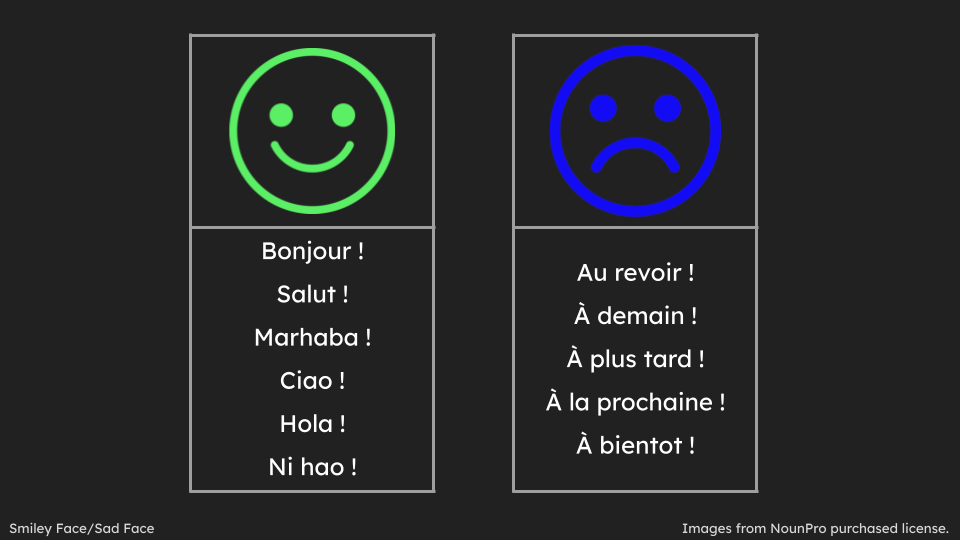 Bonjour !
Salut !
Marhaba !
Ciao !
Hola !
Ni hao !
Au revoir !
À demain !
À plus tard !
À la prochaine !
À bientot !
Smiley Face/Sad Face
Images from NounPro purchased license.